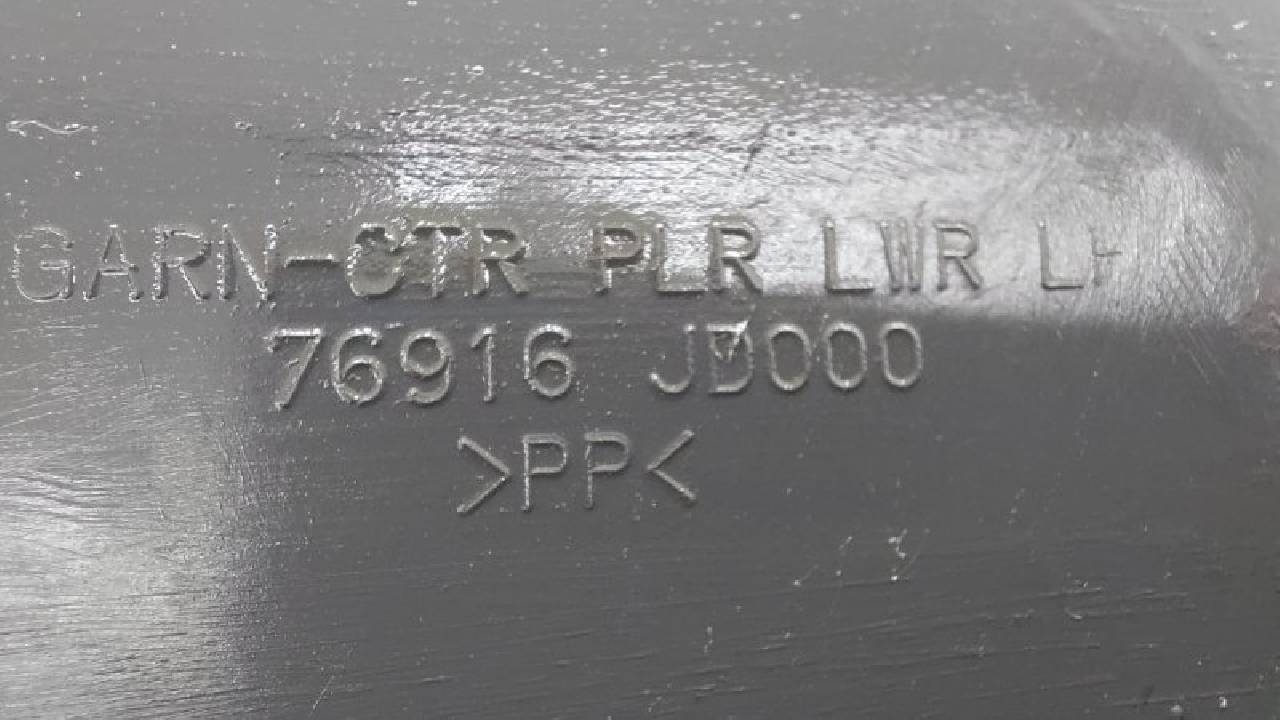 GARN-CTR PLR LWR LH
76916 JD000
>PP<